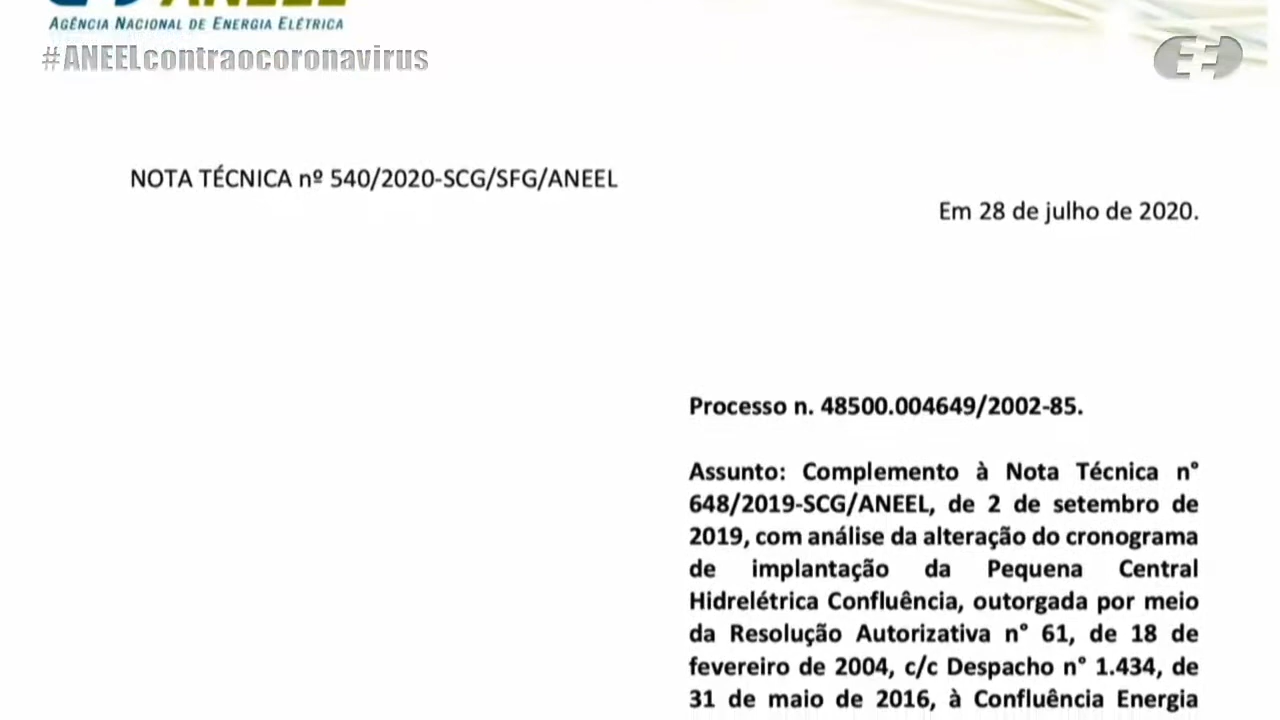 AGÊNCIA NACIONAL DE ENERGIA ELÉTRICA
#ANEELcontraocoronavirus
NOTA TÉCNICA nº 540/2020-SCG/SFG/ANEEL
Em 28 de julho de 2020.
Processo n. 48500.004649/2002-85.
Assunto: Complemento à Nota Técnica n°
648/2019-SCG/ANEEL, de 2 de setembro de
2019, com análise da alteração do cronograma
de implantação da Pequena Central
Hidrelétrica Confluência, outorgada por meio
da Resolução Autorizativa n° 61, de 18 de
fevereiro de 2004, c/c Despacho n° 1.434, de
31 de maio de 2016, à Confluência Energia